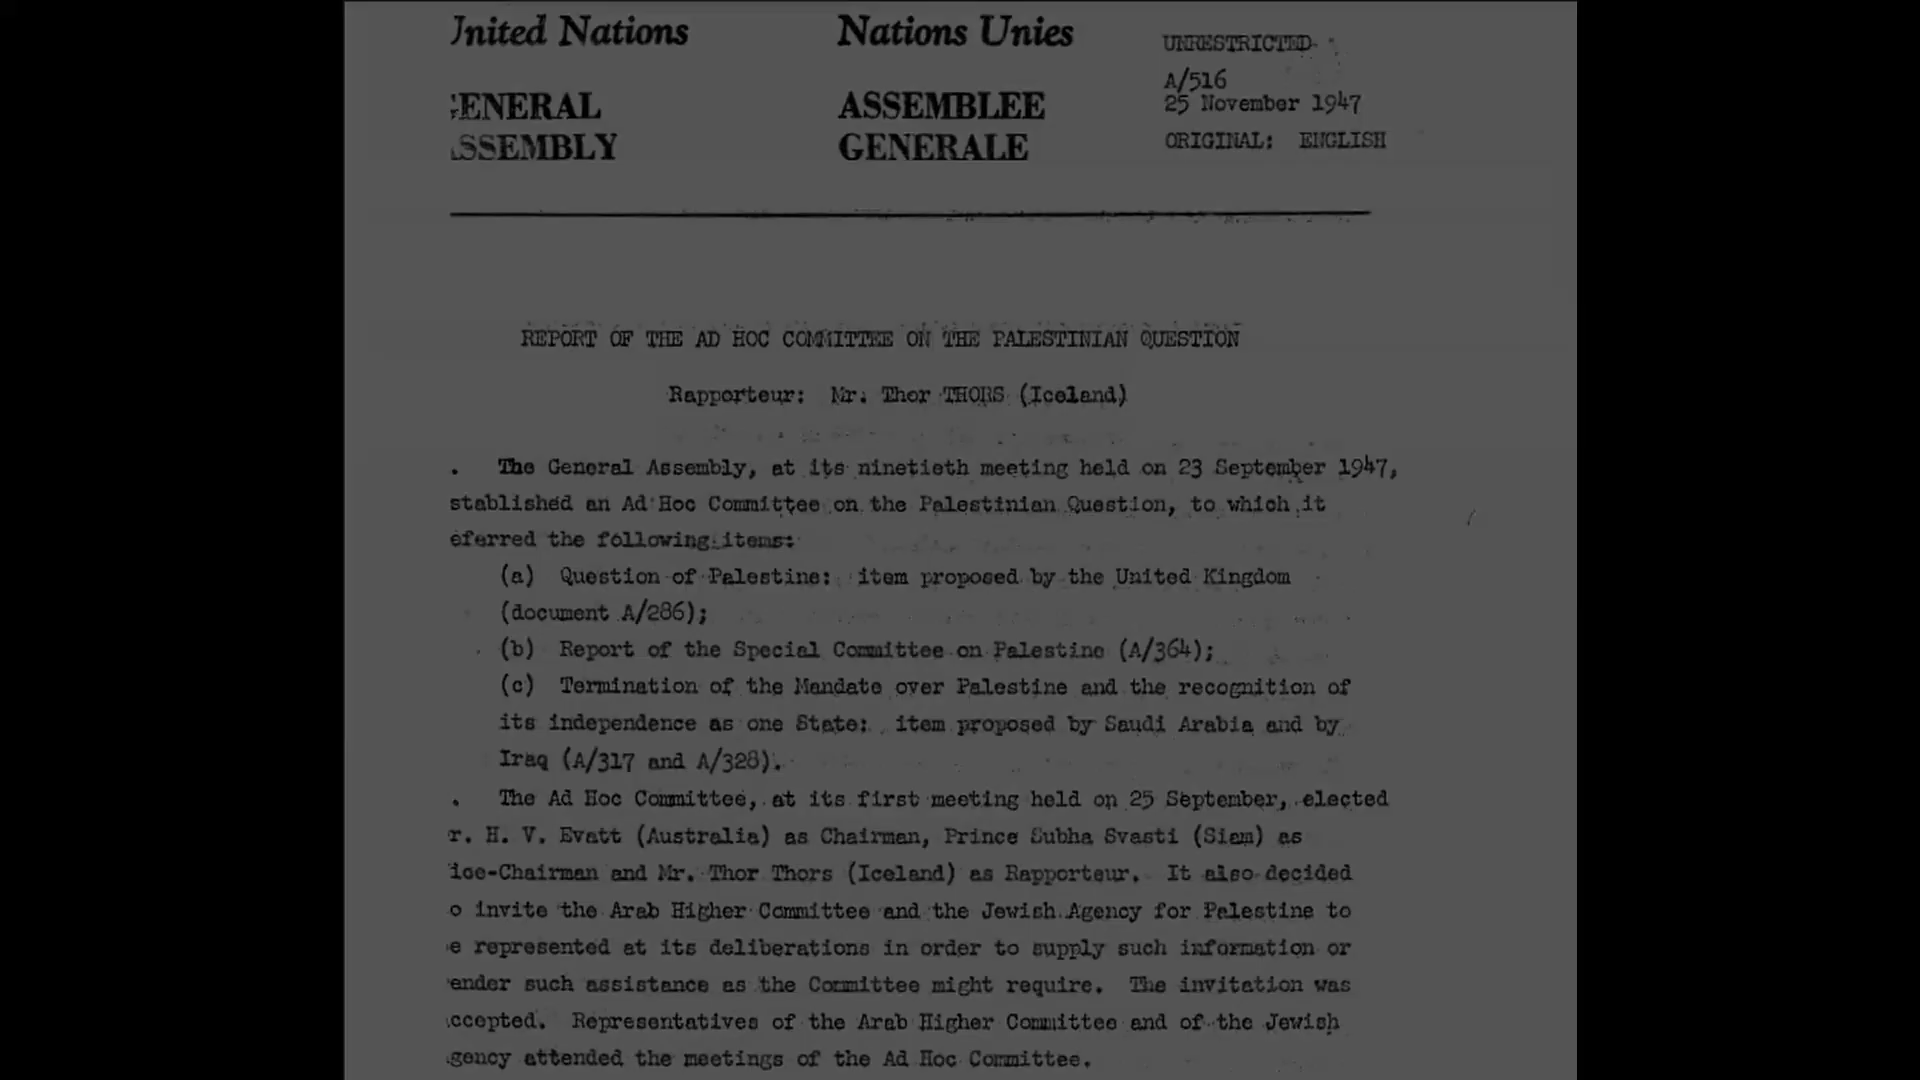 United Nations
Nations Unies
UNRESTRICTED
GENERAL
ASSEMBLY
ASSEMBLEE
GENERALE
A/516
25 November 1947
ORIGINAL: ENGLISH
REPORT OF THE AD HOC COMMITTEE ON THE PALESTINIAN QUESTION
Rapporteur: Mr. Thor THORS (Iceland)
. The General Assembly, at its ninetieth meeting held on 23 September 1947,
stablished an Ad Hoc Committee on the Palestinian Question, to which it
eferred the following items:
(a) Question of Palestine: item proposed by the United Kingdom
(document A/286);
(b) Report of the Special Committee on Palestine (A/364);
(c) Termination of the Mandate over Palestine and the recognition of
its independence as one State: item proposed by Saudi Arabia and by
Iraq (A/317 and A/328).
. The Ad Hoc Committee, at its first meeting held on 25 September, elected
r. H. V. Evatt (Australia) as Chairman, Prince Subha Svasti (Siam) as
ice-Chairman and Mr. Thor Thors (Iceland) as Rapporteur. It also decided
o invite the Arab Higher Committee and the Jewish Agency for Palestine to
e represented at its deliberations in order to supply such information or
ender such assistance as the Committee might require. The invitation was
ccepted. Representatives of the Arab Higher Committee and of the Jewish
gency attended the meetings of the Ad Hoc Committee.